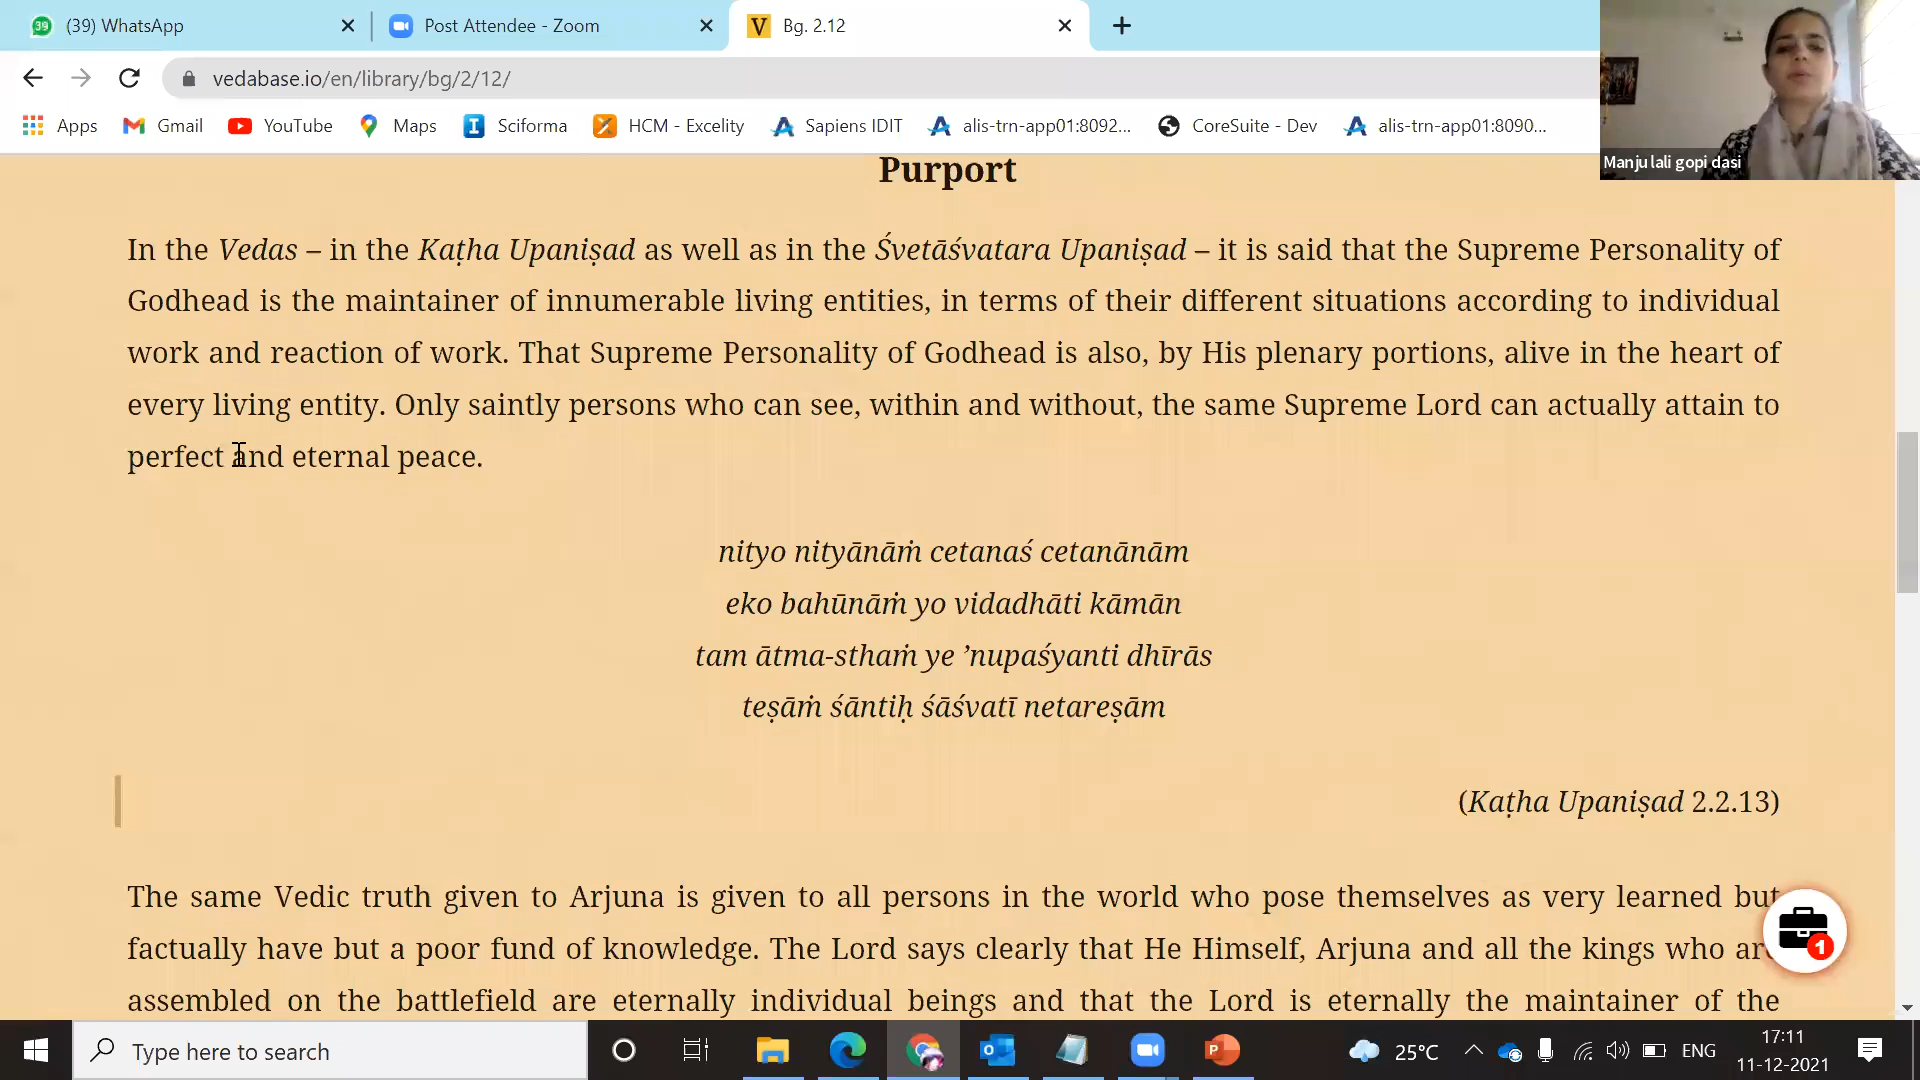 39 (39) WhatsApp Post Attendee - Zoom V Bg. 2.12
vedabase.io/en/library/bg/2/12/
Apps Gmail YouTube Maps Sciforma HCM - Excelity Sapiens IDIT alis-trn-app01:8092... CoreSuite - Dev alis-trn-app01:8090...
Manju lali gopi dasi
Purport
In the Vedas – in the Kaṭha Upaniṣad as well as in the Śvetāśvatara Upaniṣad – it is said that the Supreme Personality of
Godhead is the maintainer of innumerable living entities, in terms of their different situations according to individual
work and reaction of work. That Supreme Personality of Godhead is also, by His plenary portions, alive in the heart of
every living entity. Only saintly persons who can see, within and without, the same Supreme Lord can actually attain to
perfect and eternal peace.
nityo nityānāṁ cetanaś cetanānām
eko bahūnāṁ yo vidadhāti kāmān
tam ātma-sthaṁ ye ’nupaśyanti dhīrās
teṣāṁ śāntiḥ śāśvatī netareṣām
(Kaṭha Upaniṣad 2.2.13)
The same Vedic truth given to Arjuna is given to all persons in the world who pose themselves as very learned but
factually have but a poor fund of knowledge. The Lord says clearly that He Himself, Arjuna and all the kings who are
assembled on the battlefield are eternally individual beings and that the Lord is eternally the maintainer of the
1
Type here to search 25°C ENG 17:11
11-12-2021